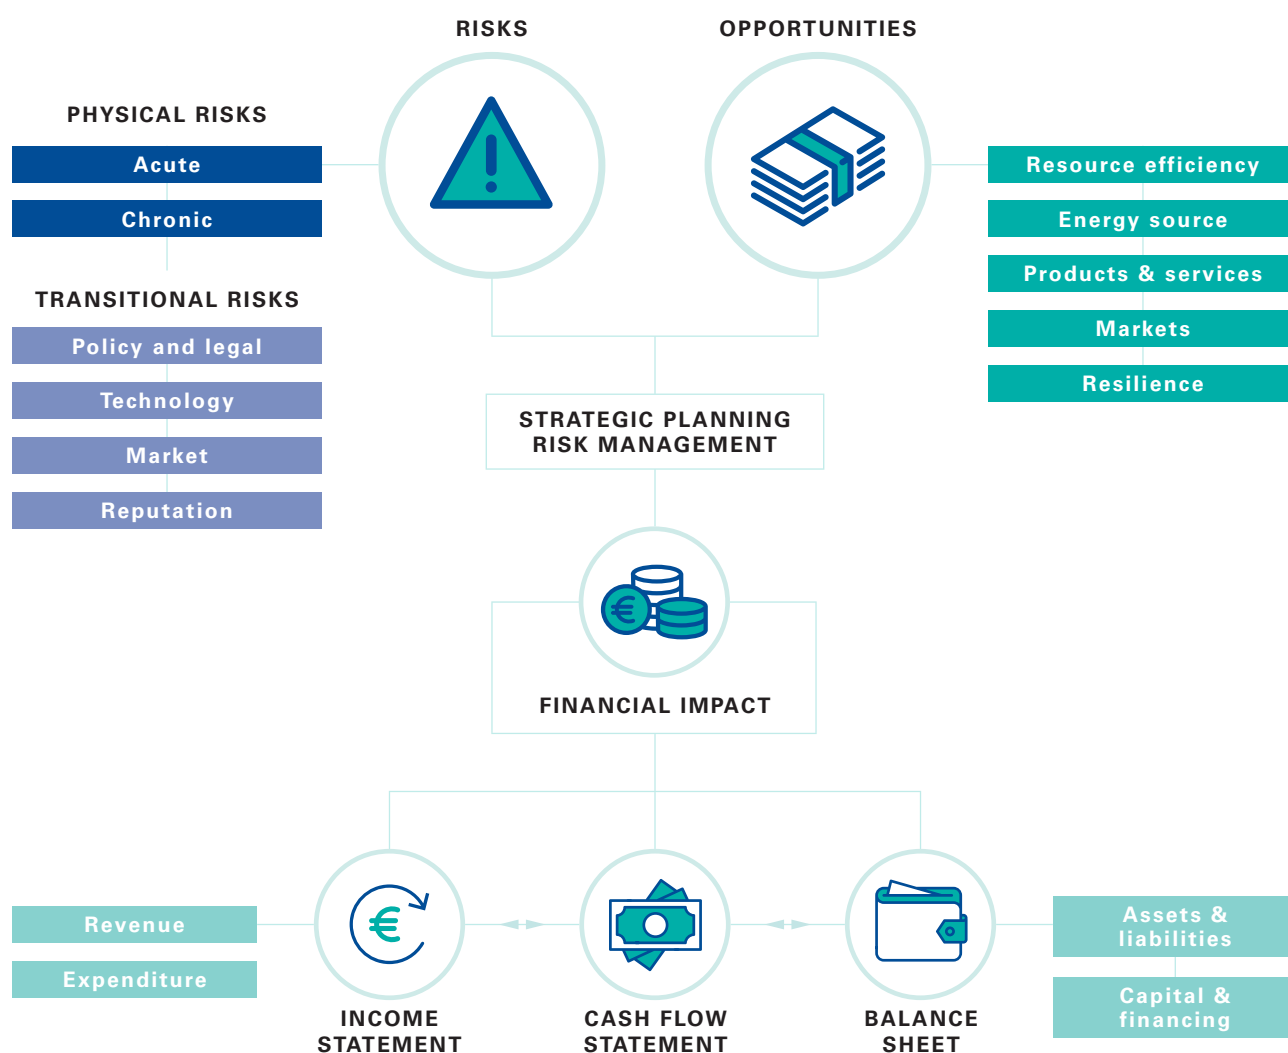 RISKS
OPPORTUNITIES
PHYSICAL RISKS
Acute
Chronic
TRANSITIONAL RISKS
Policy and legal
Technology
Market
Reputation
Resource efficiency
Energy source
Products & services
Markets
Resilience
STRATEGIC PLANNING
RISK MANAGEMENT
€
FINANCIAL IMPACT
Revenue
Expenditure
€
INCOME
STATEMENT
CASH FLOW
STATEMENT
BALANCE
SHEET
Assets &
liabilities
Capital &
financing